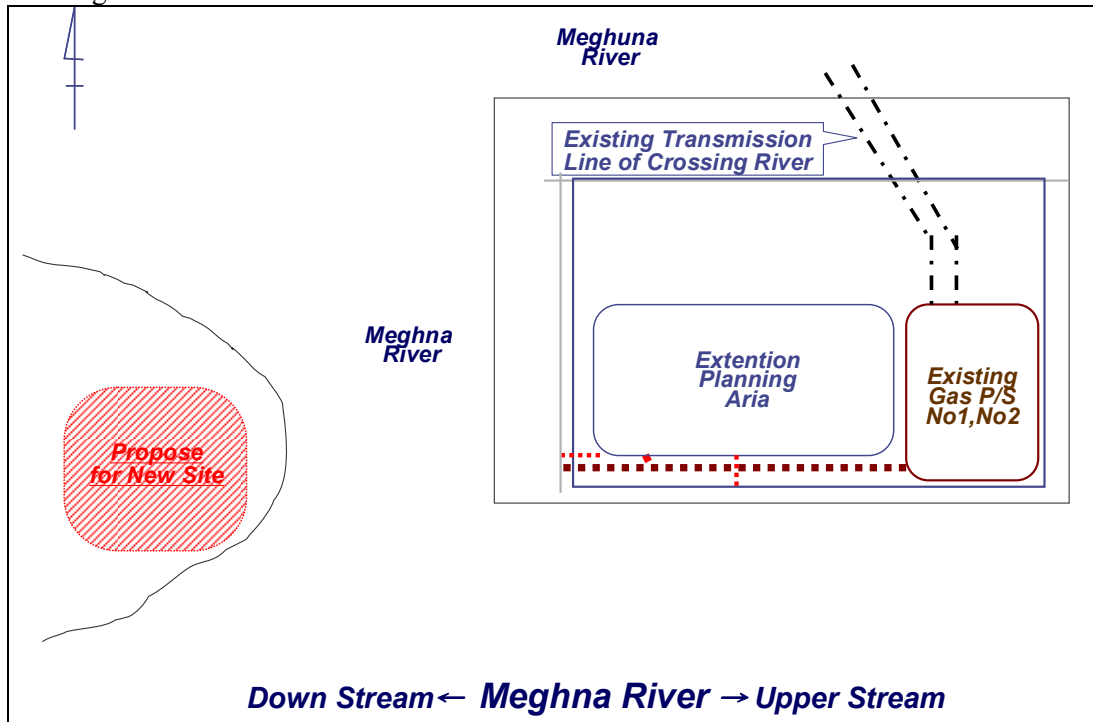 Meghuna
River
Existing Transmission
Line of Crossing River
Meghna
River
Extention
Planning
Aria
Existing
Gas P/S
No1,No2
Propose
for New Site
Down Stream← Meghna River → Upper Stream